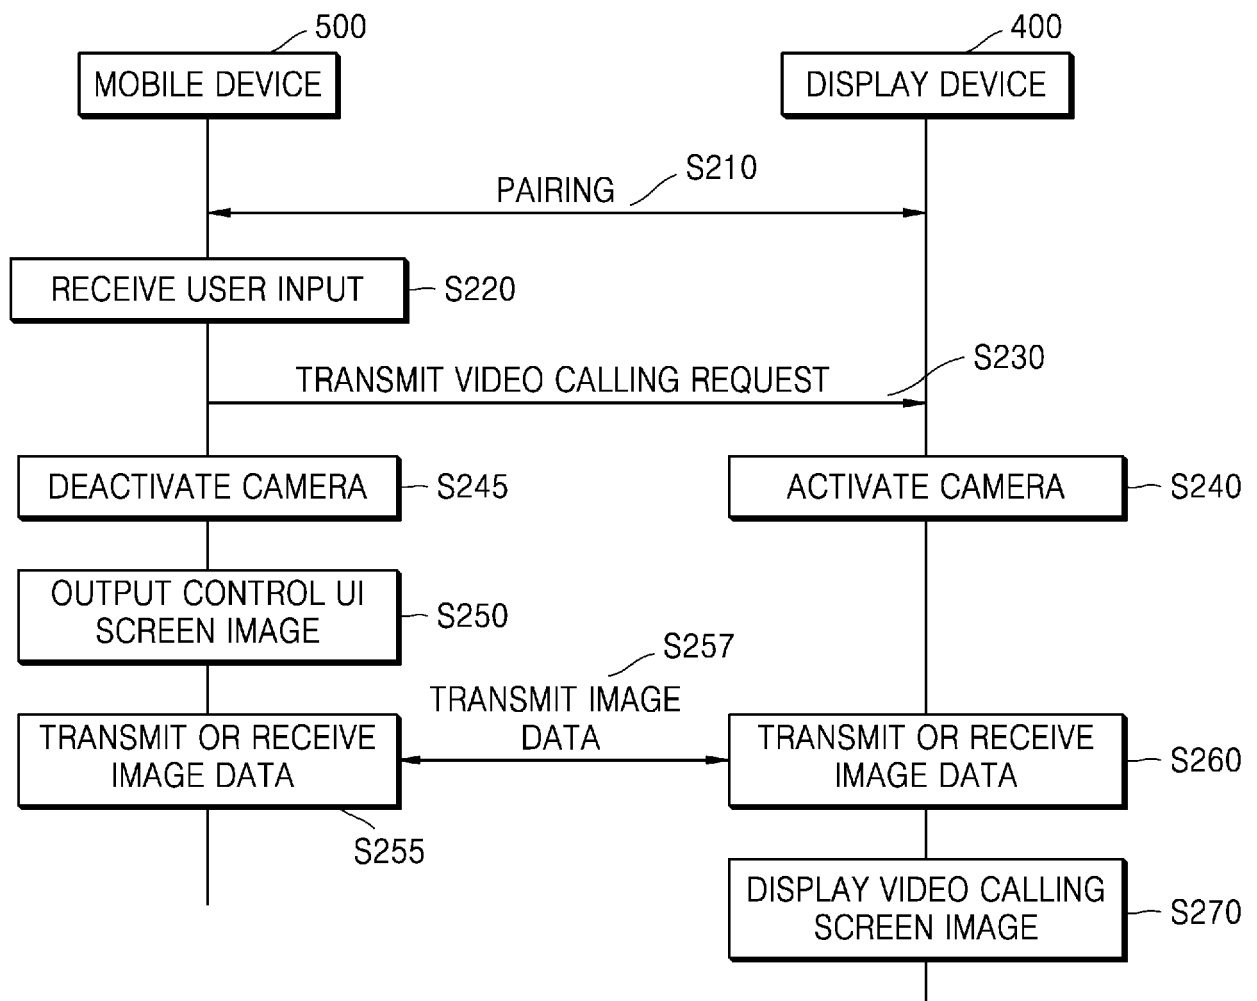 500
400
MOBILE DEVICE
DISPLAY DEVICE
S210
PAIRING
RECEIVE USER INPUT
S220
S230
TRANSMIT VIDEO CALLING REQUEST
DEACTIVATE CAMERA
S245
ACTIVATE CAMERA
S240
OUTPUT CONTROL UI
SCREEN IMAGE
S250
S257
TRANSMIT IMAGE
DATA
TRANSMIT OR RECEIVE
IMAGE DATA
S255
TRANSMIT OR RECEIVE
IMAGE DATA
S260
DISPLAY VIDEO CALLING
SCREEN IMAGE
S270